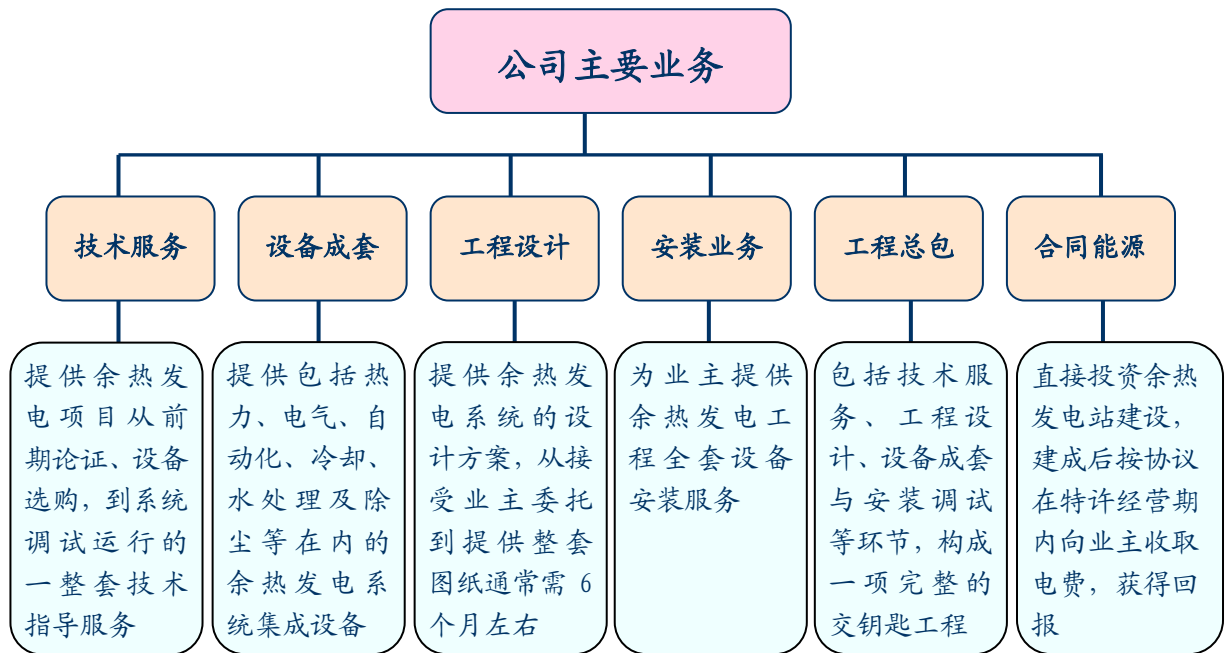 公司主要业务
技术服务
设备成套
工程设计
安装业务
工程总包
合同能源
提供余热发
电项目从前
期论证、设备
选购，到系统
调试运行的
一整套技术
指导服务
提供包括热
力、电气、自
动化、冷却、
水处理及除
尘等在内的
余热发电系
统集成设备
提供余热发
电系统的设
计方案，从接
受业主委托
到提供整套
图纸通常需 6
个月左右
为业主提供
余热发电工
程全套设备
安装服务
包括技术服
务、工程设
计、设备成套
与安装调试
等环节，构成
一项完整的
交钥匙工程
直接投资余热
发电站建设，
建成后按协议
在特许经营期
内向业主收取
电费，获得回
报